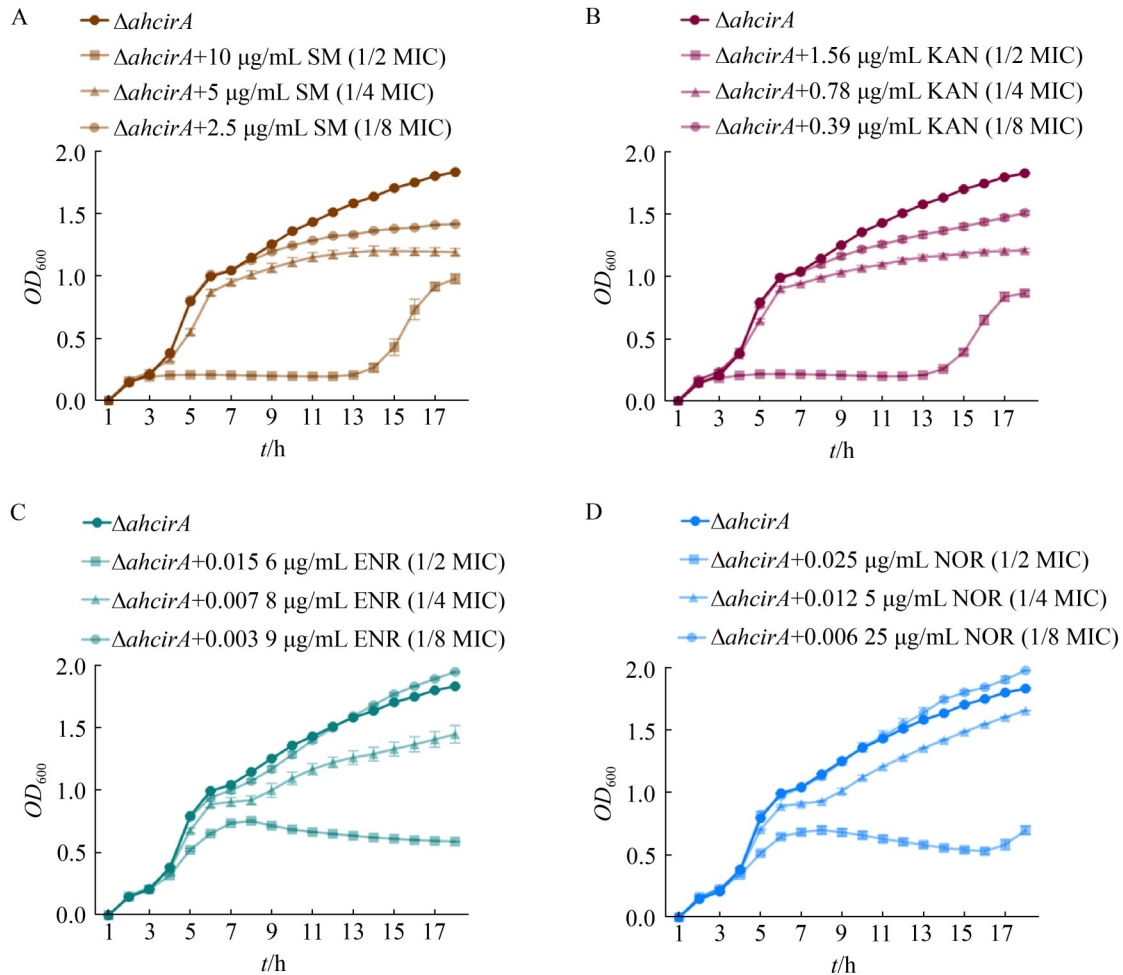 A
ΔahcirA
ΔahcirA+10 μg/mL SM (1/2 MIC)
ΔahcirA+5 μg/mL SM (1/4 MIC)
ΔahcirA+2.5 μg/mL SM (1/8 MIC)
2.0
1.5
1.0
0.5
0.0
OD600
1 3 5 7 9 11 13 15 17
t/h
B
ΔahcirA
ΔahcirA+1.56 μg/mL KAN (1/2 MIC)
ΔahcirA+0.78 μg/mL KAN (1/4 MIC)
ΔahcirA+0.39 μg/mL KAN (1/8 MIC)
2.0
1.5
1.0
0.5
0.0
OD600
1 3 5 7 9 11 13 15 17
t/h
C
ΔahcirA
ΔahcirA+0.015 6 μg/mL ENR (1/2 MIC)
ΔahcirA+0.007 8 μg/mL ENR (1/4 MIC)
ΔahcirA+0.003 9 μg/mL ENR (1/8 MIC)
2.0
1.5
1.0
0.5
0.0
OD600
1 3 5 7 9 11 13 15 17
t/h
D
ΔahcirA
ΔahcirA+0.025 μg/mL NOR (1/2 MIC)
ΔahcirA+0.012 5 μg/mL NOR (1/4 MIC)
ΔahcirA+0.006 25 μg/mL NOR (1/8 MIC)
2.0
1.5
1.0
0.5
0.0
OD600
1 3 5 7 9 11 13 15 17
t/h